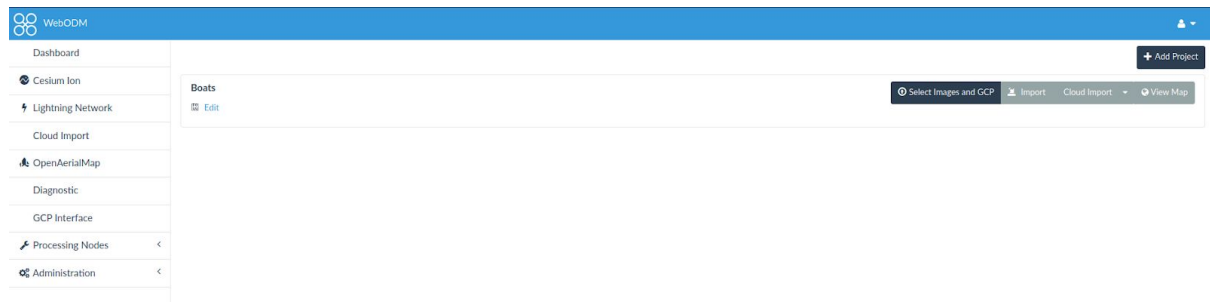 WebODM
Dashboard
Cesium Ion
Lightning Network
Cloud Import
OpenAerialMap
Diagnostic
GCP Interface
Processing Nodes
Administration
Add Project
Boats
Edit
Select Images and GCP Import Cloud Import View Map